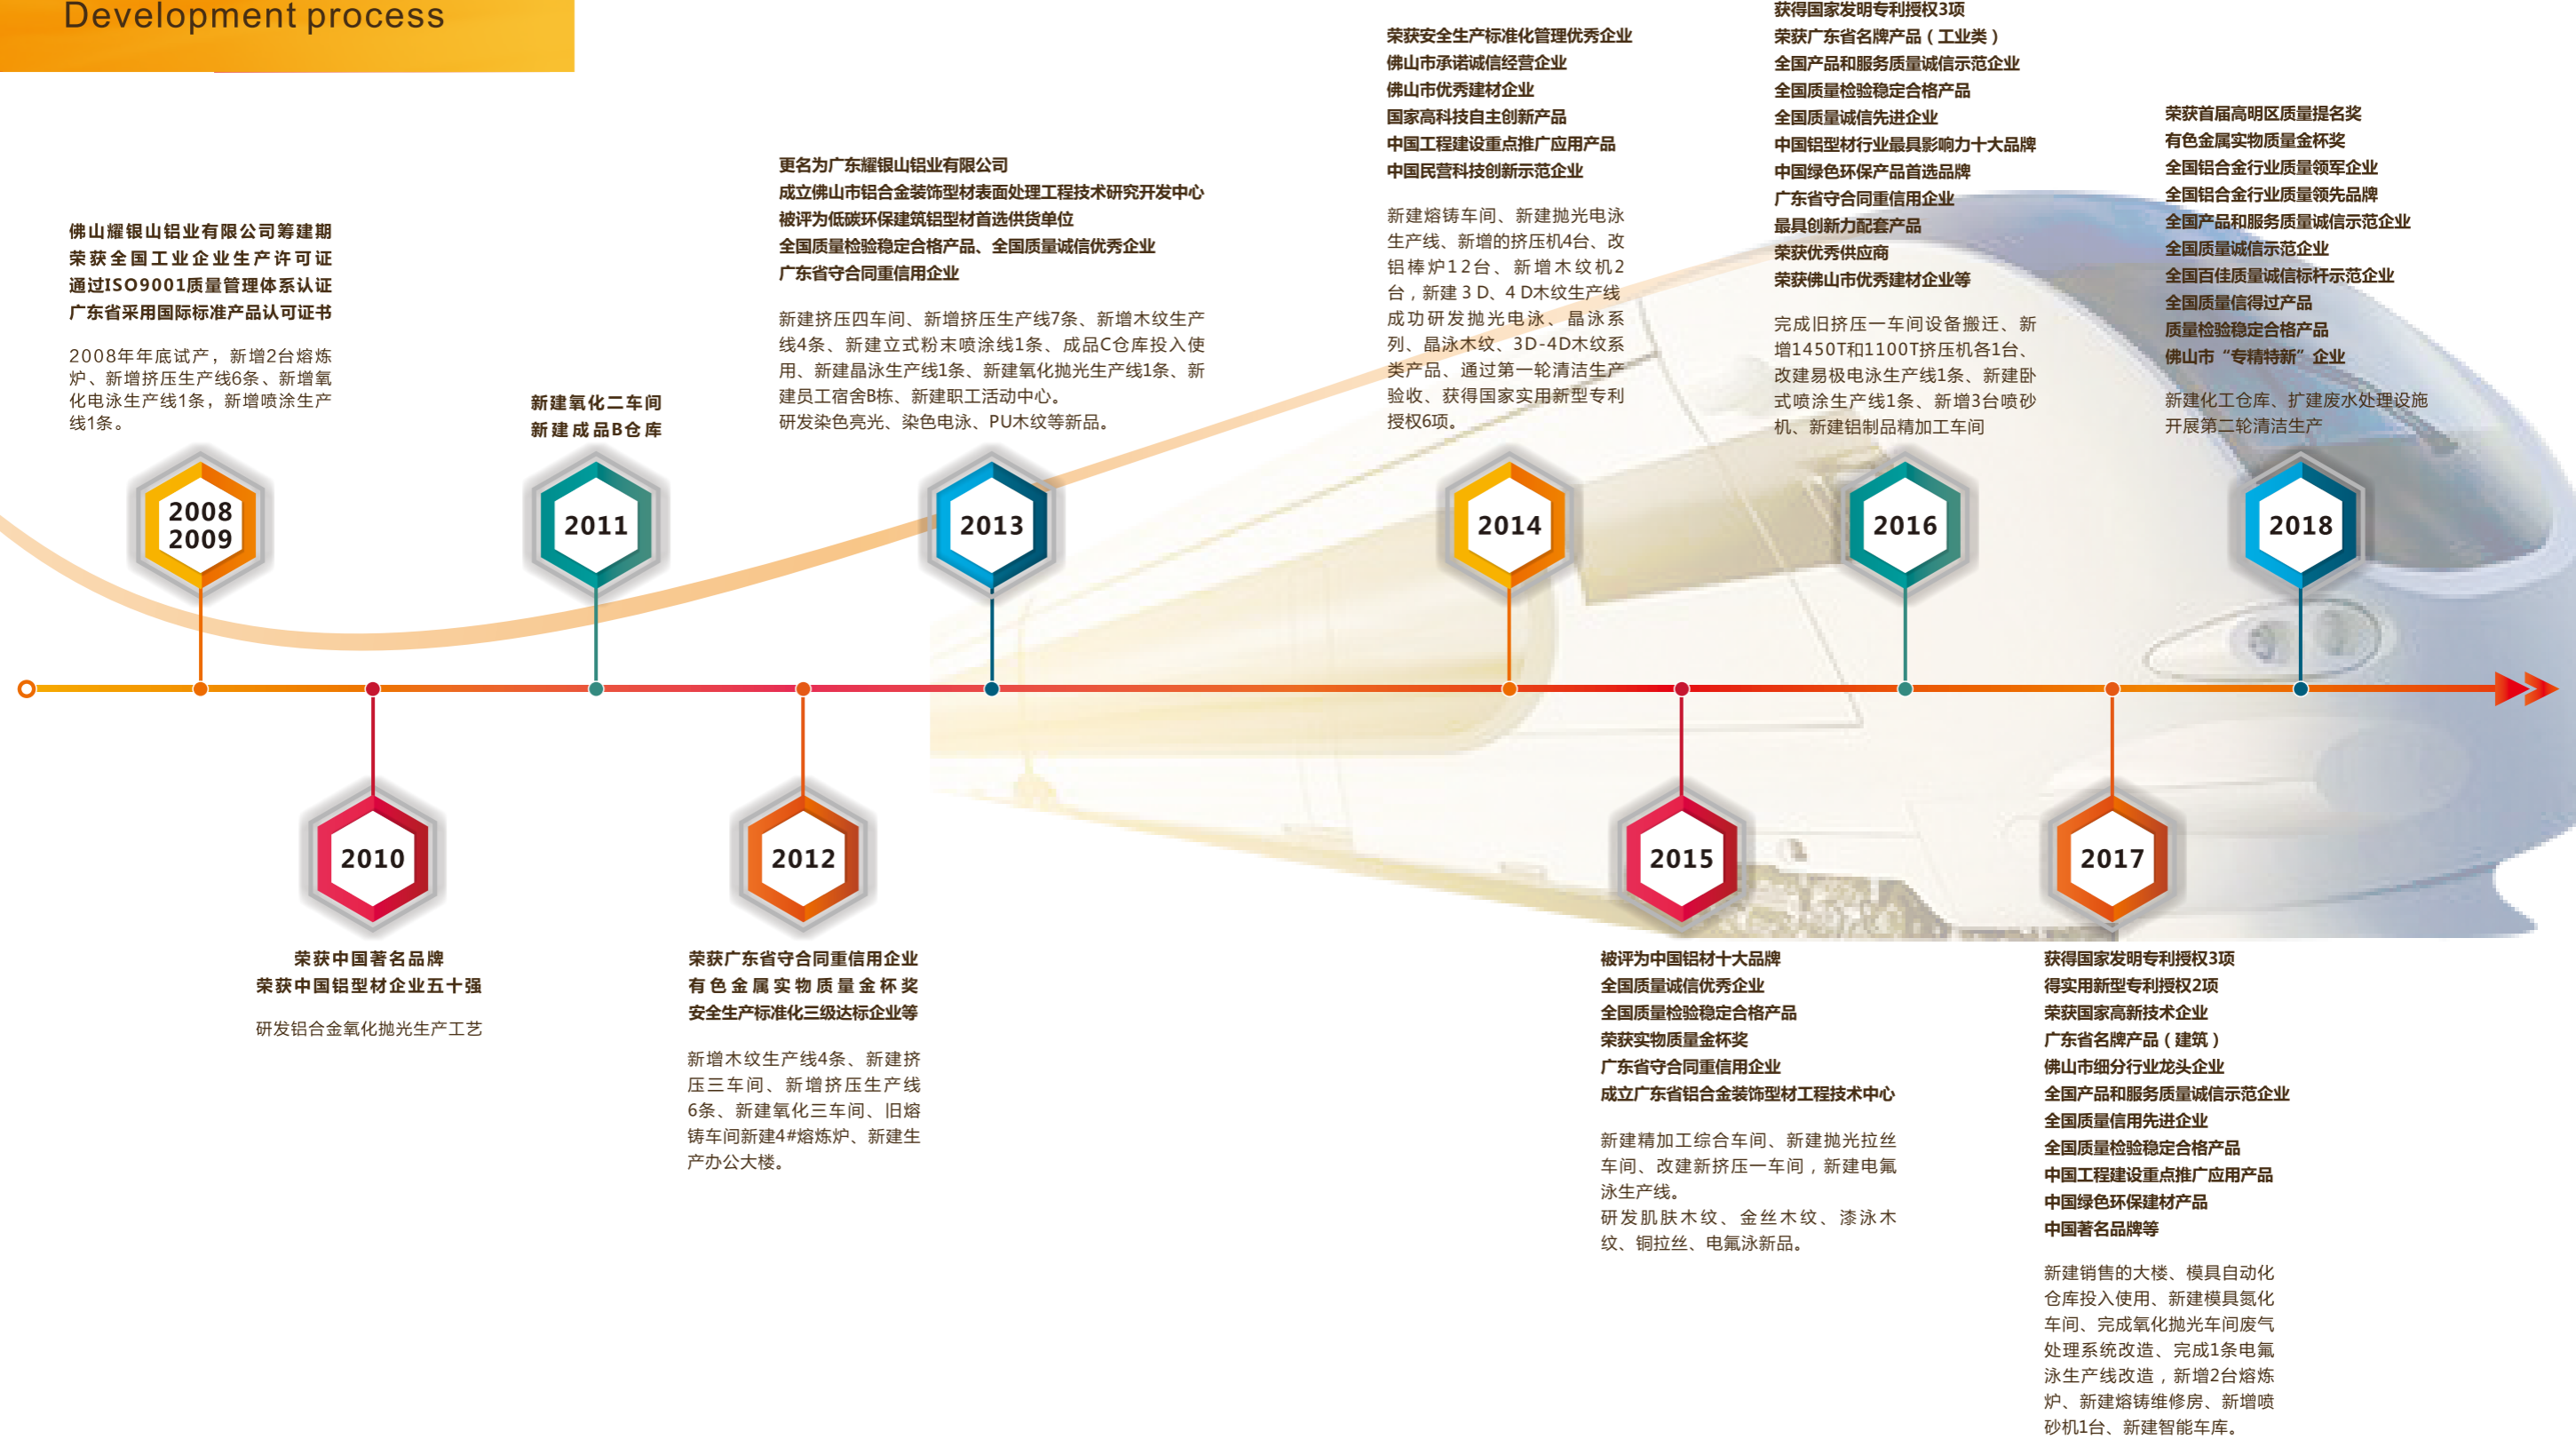 Development process
佛山耀银山铝业有限公司筹建期
荣获全国工业企业生产许可证
通过ISO9001质量管理体系认证
广东省采用国际标准产品认可证书
2008年年底试产，新增2台熔炼
炉、新增挤压生产线6条、新增氧
化电泳生产线1条，新增喷涂生产
线1条。
2008
2009
2010
荣获中国著名品牌
荣获中国铝型材企业五十强
研发铝合金氧化抛光生产工艺
新建氧化二车间
新建成品B仓库
2011
2012
荣获广东省守合同重信用企业
有色金属实物质量金杯奖
安全生产标准化三级达标企业等
新增木纹生产线4条、新建挤
压三车间、新增挤压生产线
6条、新建氧化三车间、旧熔
铸车间新建4#熔炼炉、新建生
产办公大楼。
更名为广东耀银山铝业有限公司
成立佛山市铝合金装饰型材表面处理工程技术研究开发中心
被评为低碳环保建筑铝型材首选供货单位
全国质量检验稳定合格产品、全国质量诚信优秀企业
广东省守合同重信用企业
新建挤压四车间、新增挤压生产线7条、新增木纹生产
线4条、新建立式粉末喷涂线1条、成品C仓库投入使
用、新建晶泳生产线1条、新建氧化抛光生产线1条、新
建员工宿舍B栋、新建职工活动中心。
研发染色亮光、染色电泳、PU木纹等新品。
2013
荣获安全生产标准化管理优秀企业
佛山市承诺诚信经营企业
佛山市优秀建材企业
国家高科技自主创新产品
中国工程建设重点推广应用产品
中国民营科技创新示范企业
新建熔铸车间、新建抛光电泳
生产线、新增的挤压机4台、改
铝棒炉12台、新增木纹机2
台，新建 3 D、4 D木纹生产线
成功研发抛光电泳、晶泳系
列、晶泳木纹、3D-4D木纹系
类产品、通过第一轮清洁生产
验收、获得国家实用新型专利
授权6项。
2014
2015
被评为中国铝材十大品牌
全国质量诚信优秀企业
全国质量检验稳定合格产品
荣获实物质量金杯奖
广东省守合同重信用企业
成立广东省铝合金装饰型材工程技术中心
新建精加工综合车间、新建抛光拉丝
车间、改建新挤压一车间，新建电氟
泳生产线。
研发肌肤木纹、金丝木纹、漆泳木
纹、铜拉丝、电氟泳新品。
获得国家发明专利授权3项
荣获广东省名牌产品（工业类）
全国产品和服务质量诚信示范企业
全国质量检验稳定合格产品
全国质量诚信先进企业
中国铝型材行业最具影响力十大品牌
中国绿色环保产品首选品牌
广东省守合同重信用企业
最具创新力配套产品
荣获优秀供应商
荣获佛山市优秀建材企业等
完成旧挤压一车间设备搬迁、新
增1450T和1100T挤压机各1台、
改建易极电泳生产线1条、新建卧
式喷涂生产线1条、新增3台喷砂
机、新建铝制品精加工车间
2016
2017
获得国家发明专利授权3项
得实用新型专利授权2项
荣获国家高新技术企业
广东省名牌产品（建筑）
佛山市细分行业龙头企业
全国产品和服务质量诚信示范企业
全国质量信用先进企业
全国质量检验稳定合格产品
中国工程建设重点推广应用产品
中国绿色环保建材产品
中国著名品牌等
新建销售的大楼、模具自动化
仓库投入使用、新建模具氮化
车间、完成氧化抛光车间废气
处理系统改造、完成1条电氟
泳生产线改造，新增2台熔炼
炉、新建熔铸维修房、新增喷
砂机1台、新建智能车库。
荣获首届高明区质量提名奖
有色金属实物质量金杯奖
全国铝合金行业质量领军企业
全国铝合金行业质量领先品牌
全国产品和服务质量诚信示范企业
全国质量诚信示范企业
全国百佳质量诚信标杆示范企业
全国质量信得过产品
质量检验稳定合格产品
佛山市“专精特新”企业
新建化工仓库、扩建废水处理设施
开展第二轮清洁生产
2018